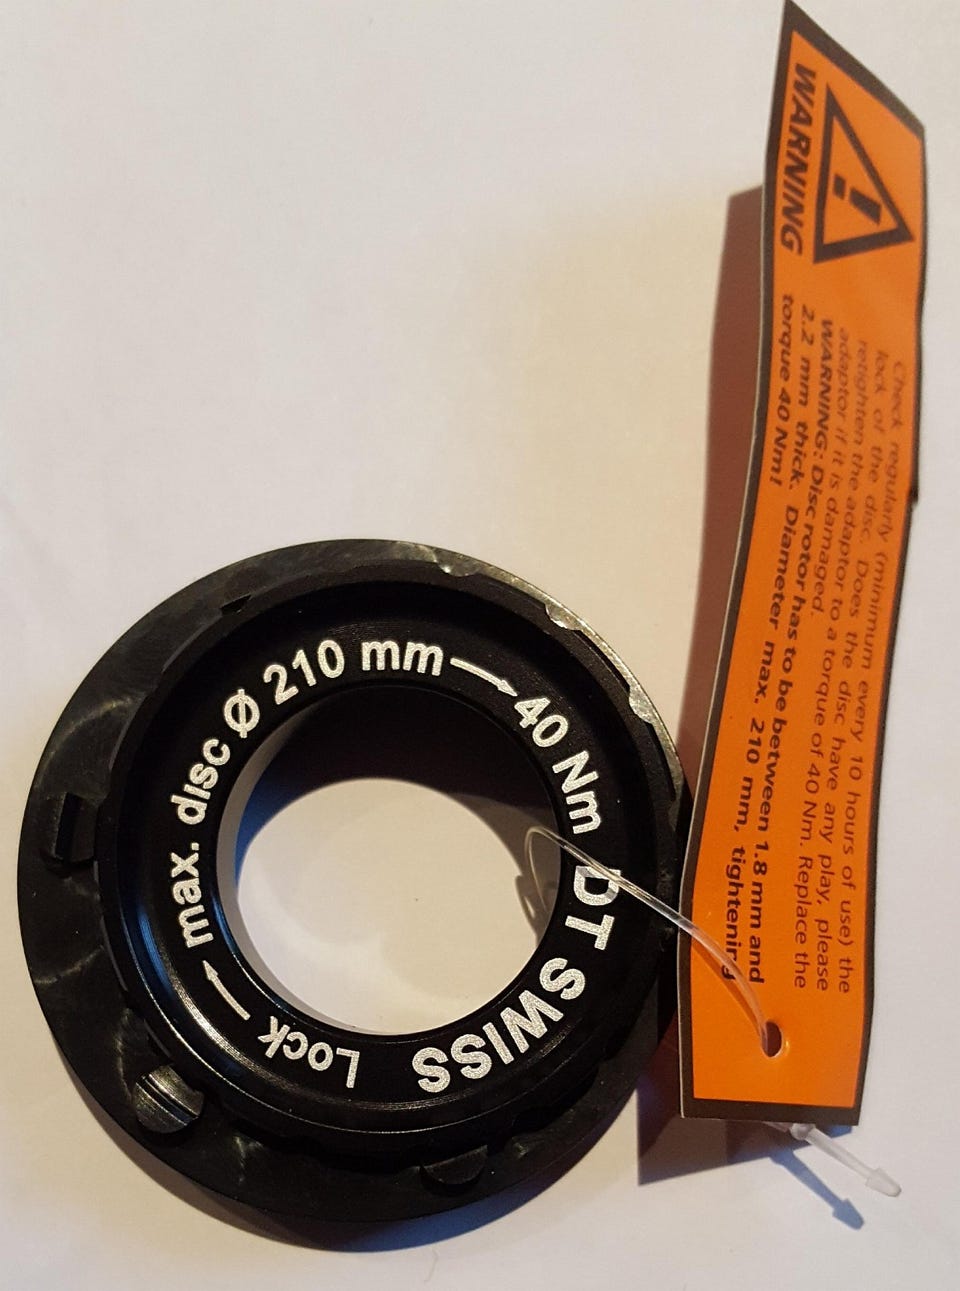 max. disc Ø 210 mm → 40 Nm DT SWISS Lock →
WARNING
Check regularly (minimum every 10 hours of use) the
lock of the disc. Does the disc have any play, please
retighten the adaptor to a torque of 40 Nm. Replace the
adaptor if it is damaged.
WARNING: Disc rotor has to be between 1.8 mm and
2.2 mm thick. Diameter max. 210 mm, tightening
torque 40 Nm!